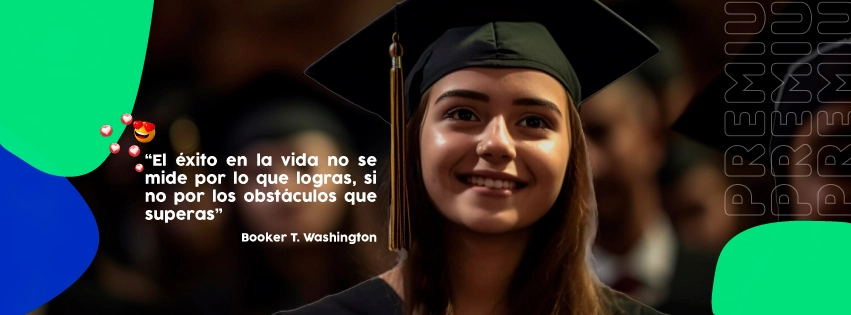 “El éxito en la vida no se
mide por lo que logras, si
no por los obstáculos que
superas”
Booker T. Washington
PREMIU
PREMIU
PREMIU